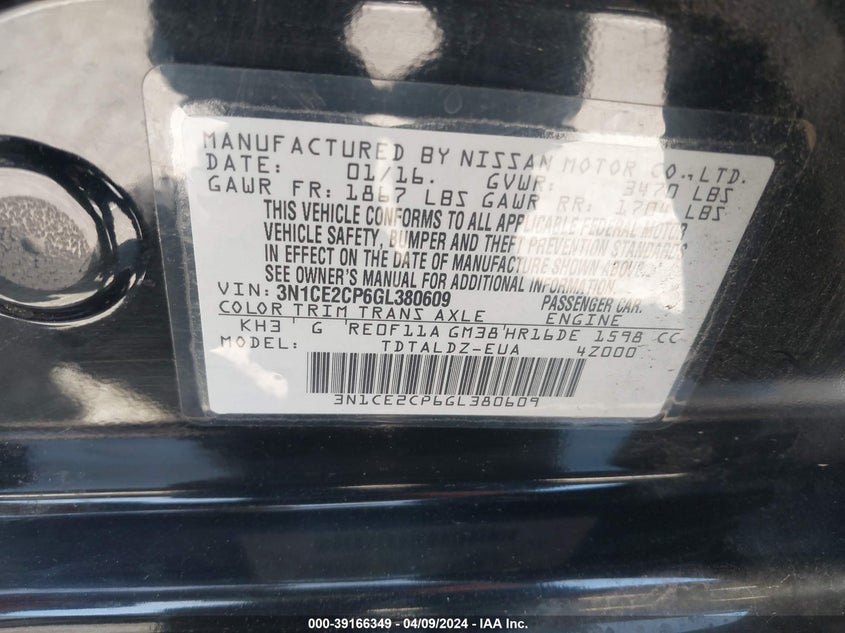 MANUFACTURED BY NISSAN MOTOR CO.,LTD.
DATE: 01/16. GVWR: 3470 LBS
GAWR FR: 1867 LBS GAWR RR: 1704 LBS
THIS VEHICLE CONFORMS TO ALL APPLICABLE FEDERAL MOTOR
VEHICLE SAFETY, BUMPER AND THEFT PREVENTION STANDARDS
IN EFFECT ON THE DATE OF MANUFACTURE SHOWN ABOVE.
SEE OWNER'S MANUAL FOR ADDITIONAL INFORMATION.
VIN: 3N1CE2CP6GL380609 PASSENGER CAR.
COLOR TRIM TRANS AXLE ENGINE
KH3 G RE0F11A GM38 HR16DE 1598 CC
MODEL: TDTALDZ-EUA 4Z000
3N1CE2CP6GL380609
000-39166349 - 04/09/2024 - IAA Inc.